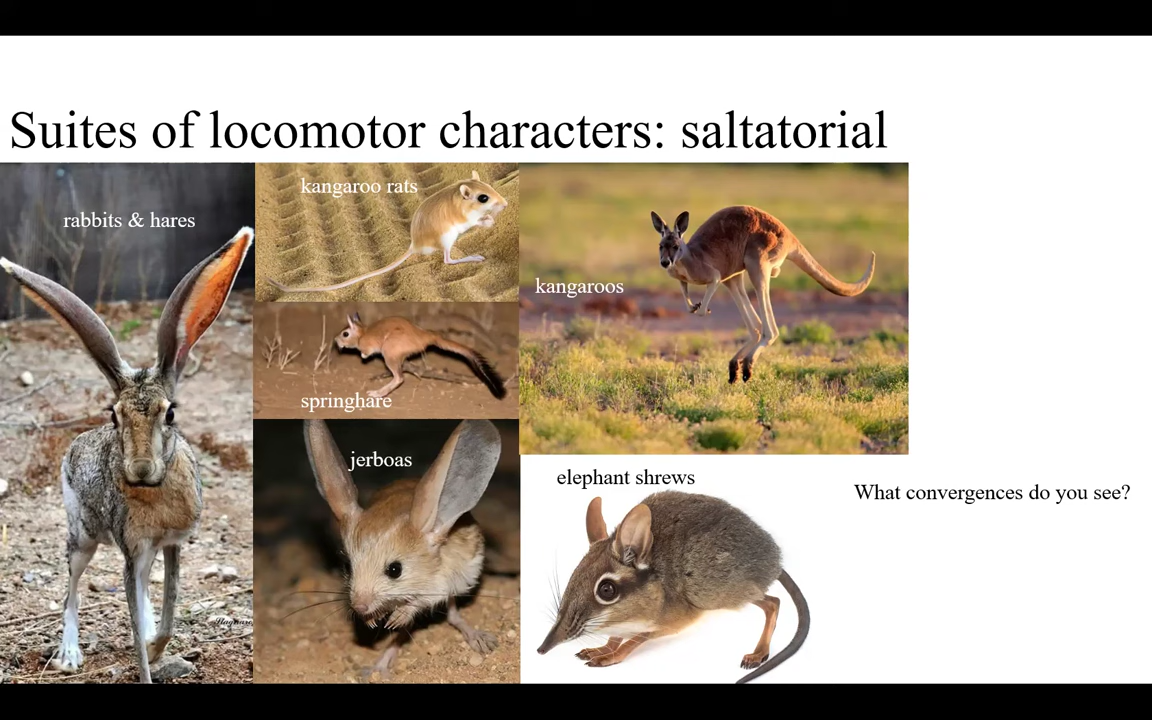 Suites of locomotor characters: saltatorial
rabbits & hares
kangaroo rats
kangaroos
springhare
jerboas
elephant shrews
What convergences do you see?